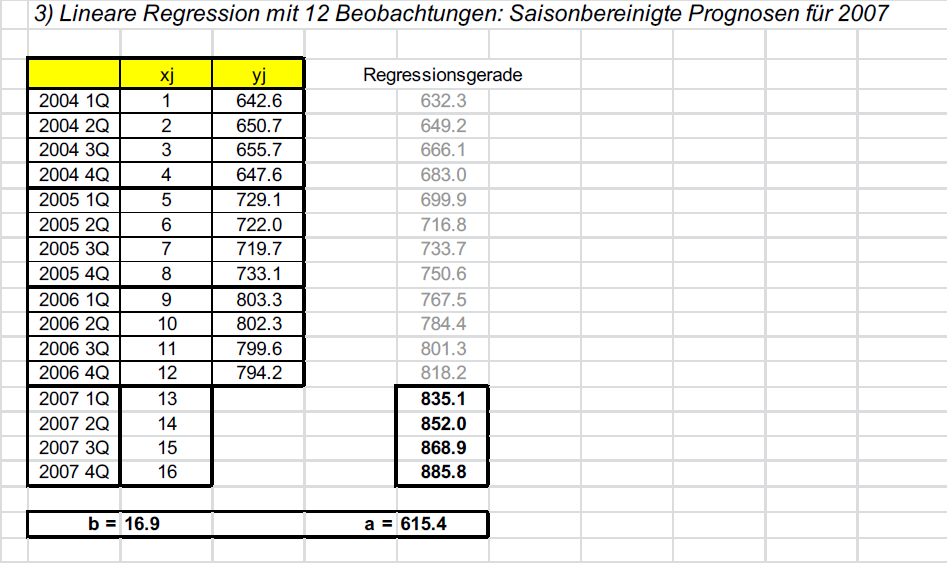 3) Lineare Regression mit 12 Beobachtungen: Saisonbereinigte Prognosen für 2007
xj yj Regressionsgerade
2004 1Q 1 642.6 632.3
2004 2Q 2 650.7 649.2
2004 3Q 3 655.7 666.1
2004 4Q 4 647.6 683.0
2005 1Q 5 729.1 699.9
2005 2Q 6 722.0 716.8
2005 3Q 7 719.7 733.7
2005 4Q 8 733.1 750.6
2006 1Q 9 803.3 767.5
2006 2Q 10 802.3 784.4
2006 3Q 11 799.6 801.3
2006 4Q 12 794.2 818.2
2007 1Q 13 835.1
2007 2Q 14 852.0
2007 3Q 15 868.9
2007 4Q 16 885.8
b = 16.9 a = 615.4